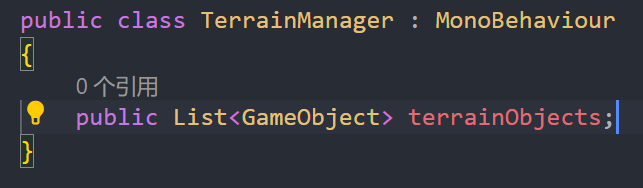 public class TerrainManager : MonoBehaviour
{
0 个引用
public List<GameObject> terrainObjects;
}